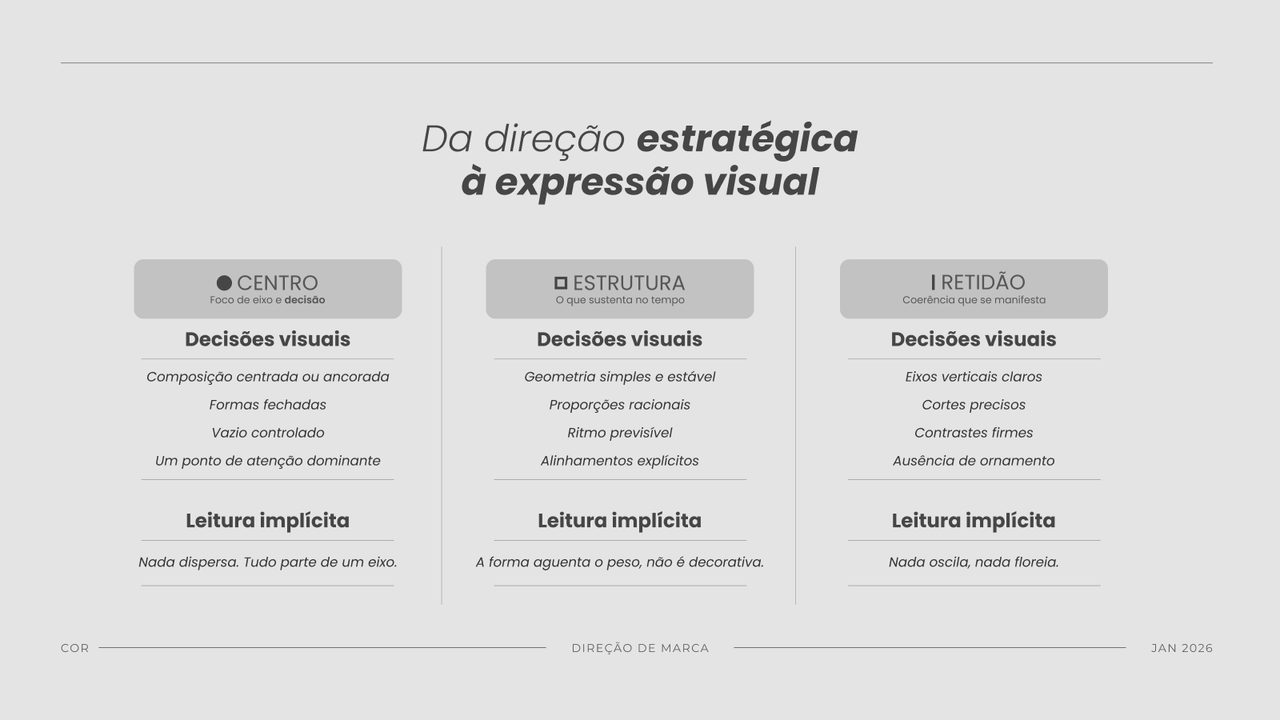 Da direção estratégica
à expressão visual
CENTRO
Foco de eixo e decisão
Decisões visuais
Composição centrada ou ancorada
Formas fechadas
Vazio controlado
Um ponto de atenção dominante
Leitura implícita
Nada dispersa. Tudo parte de um eixo.
ESTRUTURA
O que sustenta no tempo
Decisões visuais
Geometria simples e estável
Proporções racionais
Ritmo previsível
Alinhamentos explícitos
Leitura implícita
A forma aguenta o peso, não é decorativa.
RETIDÃO
Coerência que se manifesta
Decisões visuais
Eixos verticais claros
Cortes precisos
Contrastes firmes
Ausência de ornamento
Leitura implícita
Nada oscila, nada floreia.
COR
DIREÇÃO DE MARCA
JAN 2026